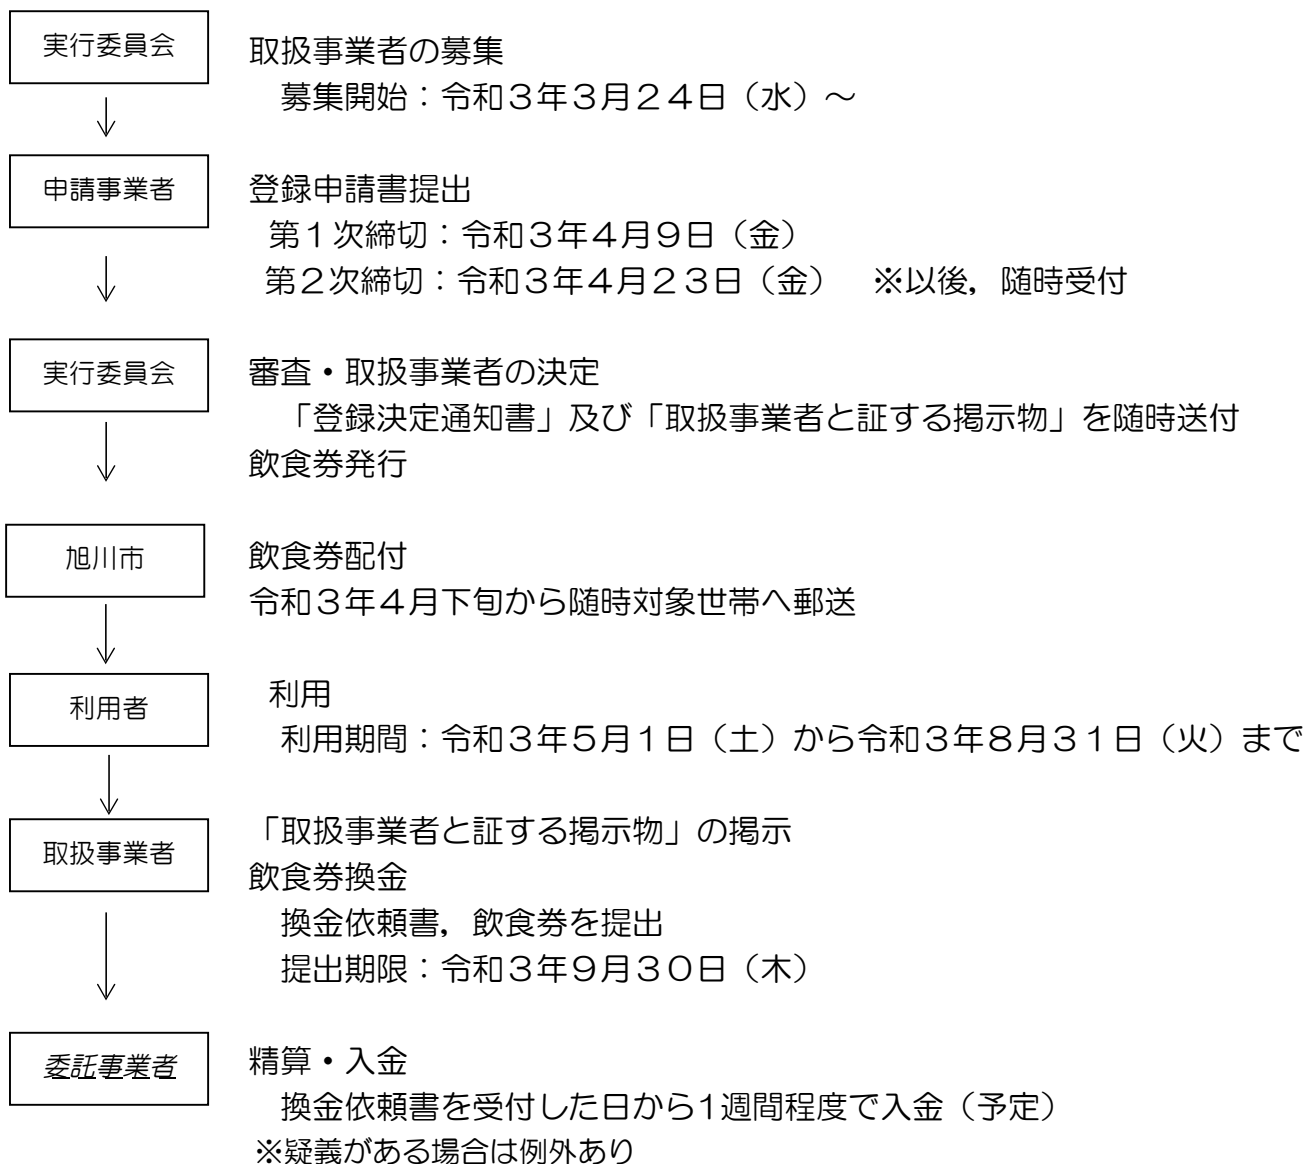 実行委員会
取扱事業者の募集
募集開始：令和３年３月２４日（水）～
申請事業者
登録申請書提出
第１次締切：令和３年４月９日（金）
第２次締切：令和３年４月２３日（金）　※以後，随時受付
実行委員会
審査・取扱事業者の決定
「登録決定通知書」及び「取扱事業者と証する掲示物」を随時送付
飲食券発行
旭川市
飲食券配付
令和３年４月下旬から随時対象世帯へ郵送
利用者
利用
利用期間：令和３年５月１日（土）から令和３年８月３１日（火）まで
取扱事業者
「取扱事業者と証する掲示物」の掲示
飲食券換金
換金依頼書，飲食券を提出
提出期限：令和３年９月３０日（木）
委託事業者
精算・入金
換金依頼書を受付した日から1週間程度で入金（予定）
※疑義がある場合は例外あり